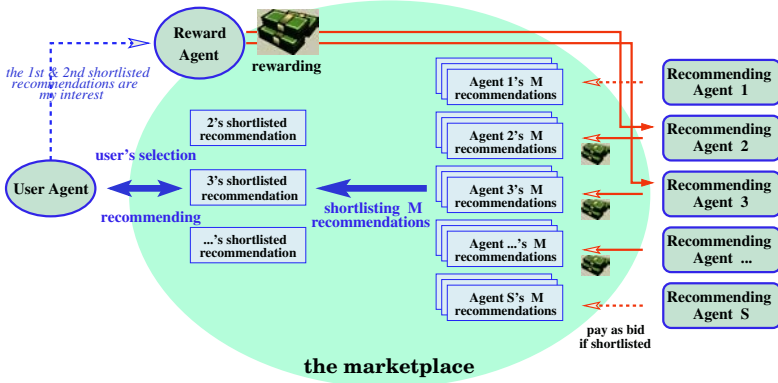 Reward
Agent
rewarding
the 1st & 2nd shortlisted
recommendations are
my interest
User Agent
user's selection
recommending
2's shortlisted
recommendation
3's shortlisted
recommendation
...'s shortlisted
recommendation
shortlisting M
recommendations
Agent 1's M
recommendations
Agent 2's M
recommendations
Agent 3's M
recommendations
Agent ...'s M
recommendations
Agent S's M
recommendations
Recommending
Agent 1
Recommending
Agent 2
Recommending
Agent 3
Recommending
Agent ...
Recommending
Agent S
pay as bid
if shortlisted
the marketplace